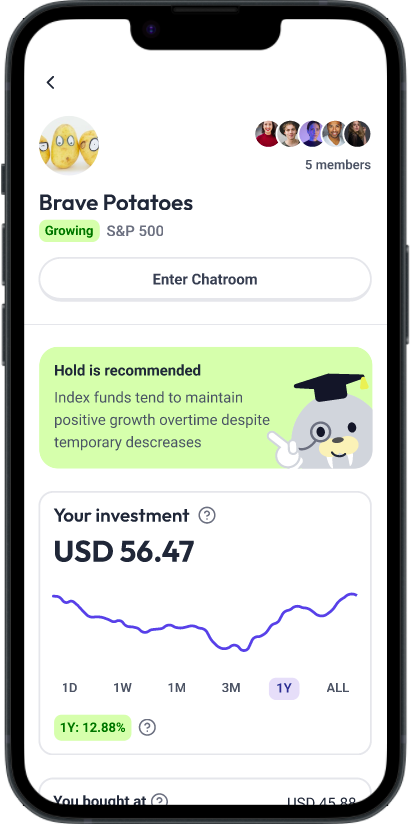 5 members
Brave Potatoes
Growing S&P 500
Enter Chatroom
Hold is recommended
Index funds tend to maintain
positive growth overtime despite
temporary descreases
Your investment ?
USD 56.47
1D 1W 1M 3M 1Y ALL
1Y: 12.88% ?
You bought at ? USD 45.88